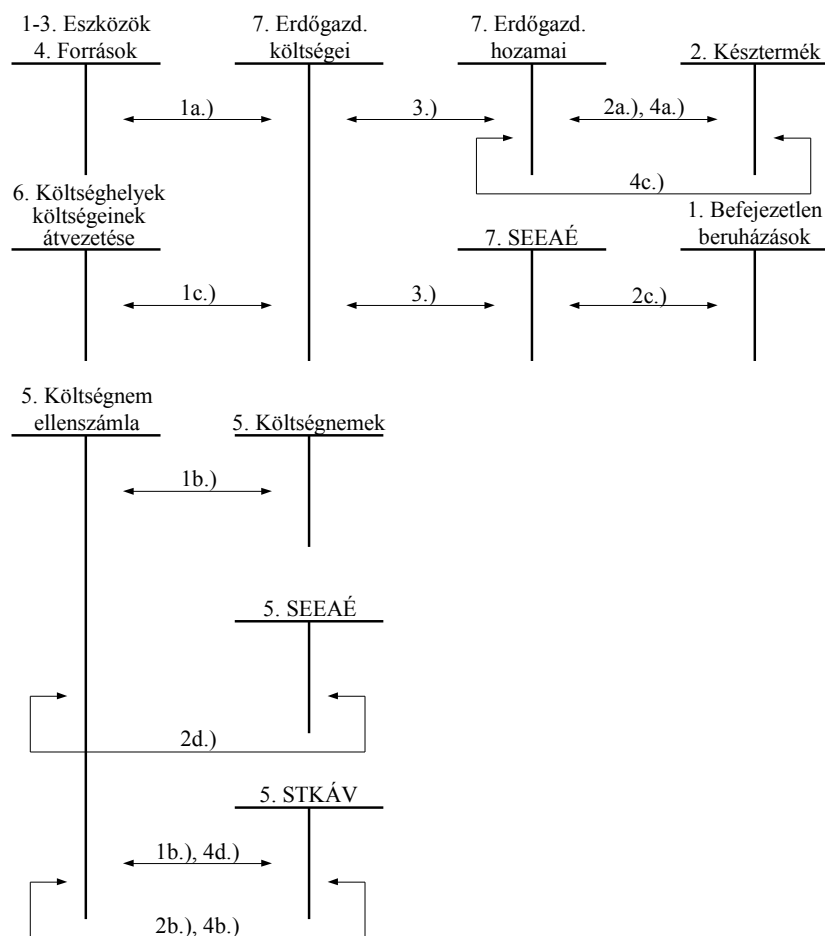 1-3. Eszközök
4. Források
7. Erdőgazd.
költségei
7. Erdőgazd.
hozamai
2. Késztermék
1a.)
3.)
2a.), 4a.)
4c.)
6. Költséghelyek
költségeinek
átvezetése
7. SEEAÉ
1. Befejezetlen
beruházások
1c.)
3.)
2c.)
5. Költségnem
ellenszámla
5. Költségnemek
1b.)
5. SEEAÉ
2d.)
5. STKÁV
1b.), 4d.)
2b.), 4b.)